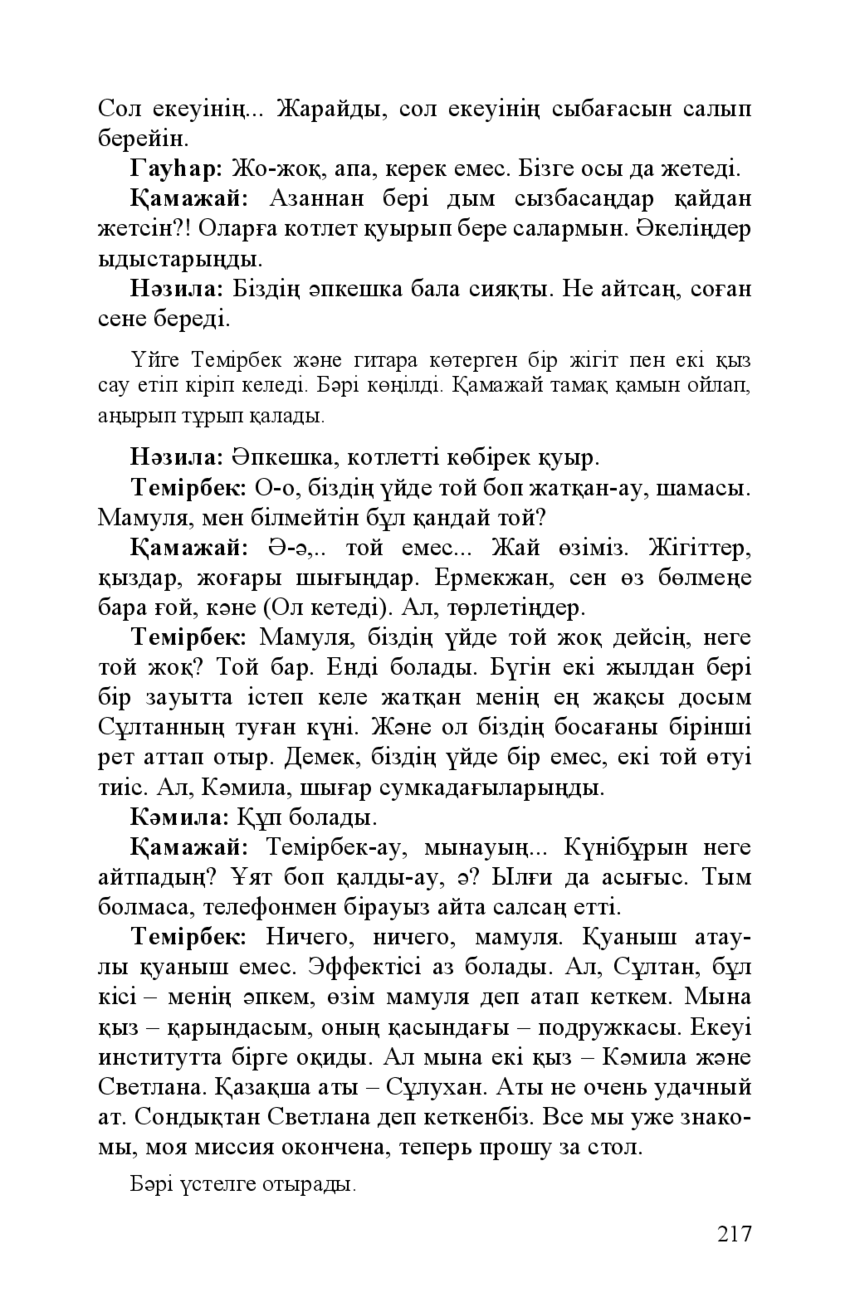 Сол екеуінің... Жарайды, сол екеуінің сыбағасын салып
берейін.
Гауһар: Жо-жоқ, апа, керек емес. Бізге осы да жетеді.
Қамажай: Азаннан бері дым сызбасаңдар қайдан
жетсін?! Оларға котлет қуырып бере салармын. Әкеліңдер
ыдыстарыңды.
Нәзила: Біздің әпкешка бала сияқты. Не айтсаң, соған
сене береді.
Үйге Темірбек және гитара көтерген бір жігіт пен екі қыз
сау етіп кіріп келеді. Бәрі көңілді. Қамажай тамақ қамын ойлап,
аңырып тұрып қалады.
Нәзила: Әпкешка, котлетті көбірек қуыр.
Темірбек: О-о, біздің үйде той боп жатқан-ау, шамасы.
Мамуля, мен білмейтін бұл қандай той?
Қамажай: Ә-ә,.. той емес... Жай өзіміз. Жігіттер,
қыздар, жоғары шығыңдар. Ермекжан, сен өз бөлмеңе
бара ғой, кәне (Ол кетеді). Ал, төрлетіңдер.
Темірбек: Мамуля, біздің үйде той жоқ дейсің, неге
той жоқ? Той бар. Енді болады. Бүгін екі жылдан бері
бір зауытта істеп келе жатқан менің ең жақсы досым
Сұлтанның туған күні. Және ол біздің босағаны бірінші
рет аттап отыр. Демек, біздің үйде бір емес, екі той өтуі
тиіс. Ал, Кәмила, шығар сумкадағыларыңды.
Кәмила: Құп болады.
Қамажай: Темірбек-ау, мынауың... Күнібұрын неге
айтпадың? Ұят боп қалды-ау, ә? Ылғи да асығыс. Тым
болмаса, телефонмен бірауыз айта салсаң етті.
Темірбек: Ничего, ничего, мамуля. Қуаныш атау-
лы қуаныш емес. Эффектісі аз болады. Ал, Сұлтан, бұл
кісі – менің әпкем, өзім мамуля деп атап кеткем. Мына
қыз – қарындасым, оның қасындағы – подружкасы. Екеуі
институтта бірге оқиды. Ал мына екі қыз – Кәмила және
Светлана. Қазақша аты – Сұлухан. Аты не очень удачный
ат. Сондықтан Светлана деп кеткенбіз. Все мы уже знако-
мы, моя миссия окончена, теперь прошу за стол.
Бәрі үстелге отырады.
217